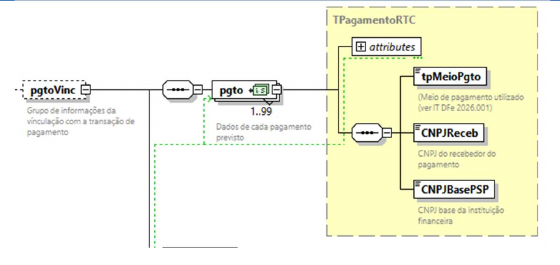 TPagamentoRTC
attributes
pgtoVinc
Grupo de informações da
vinculação com a transação de
pagamento
pgto
1..99
Dados de cada pagamento
previsto
tpMeioPgto
(Meio de pagamento utilizado
(ver IT DFe 2026.001)
CNPJReceb
CNPJ do recebedor do
pagamento
CNPJBasePSP
CNPJ base da instituição
financeira